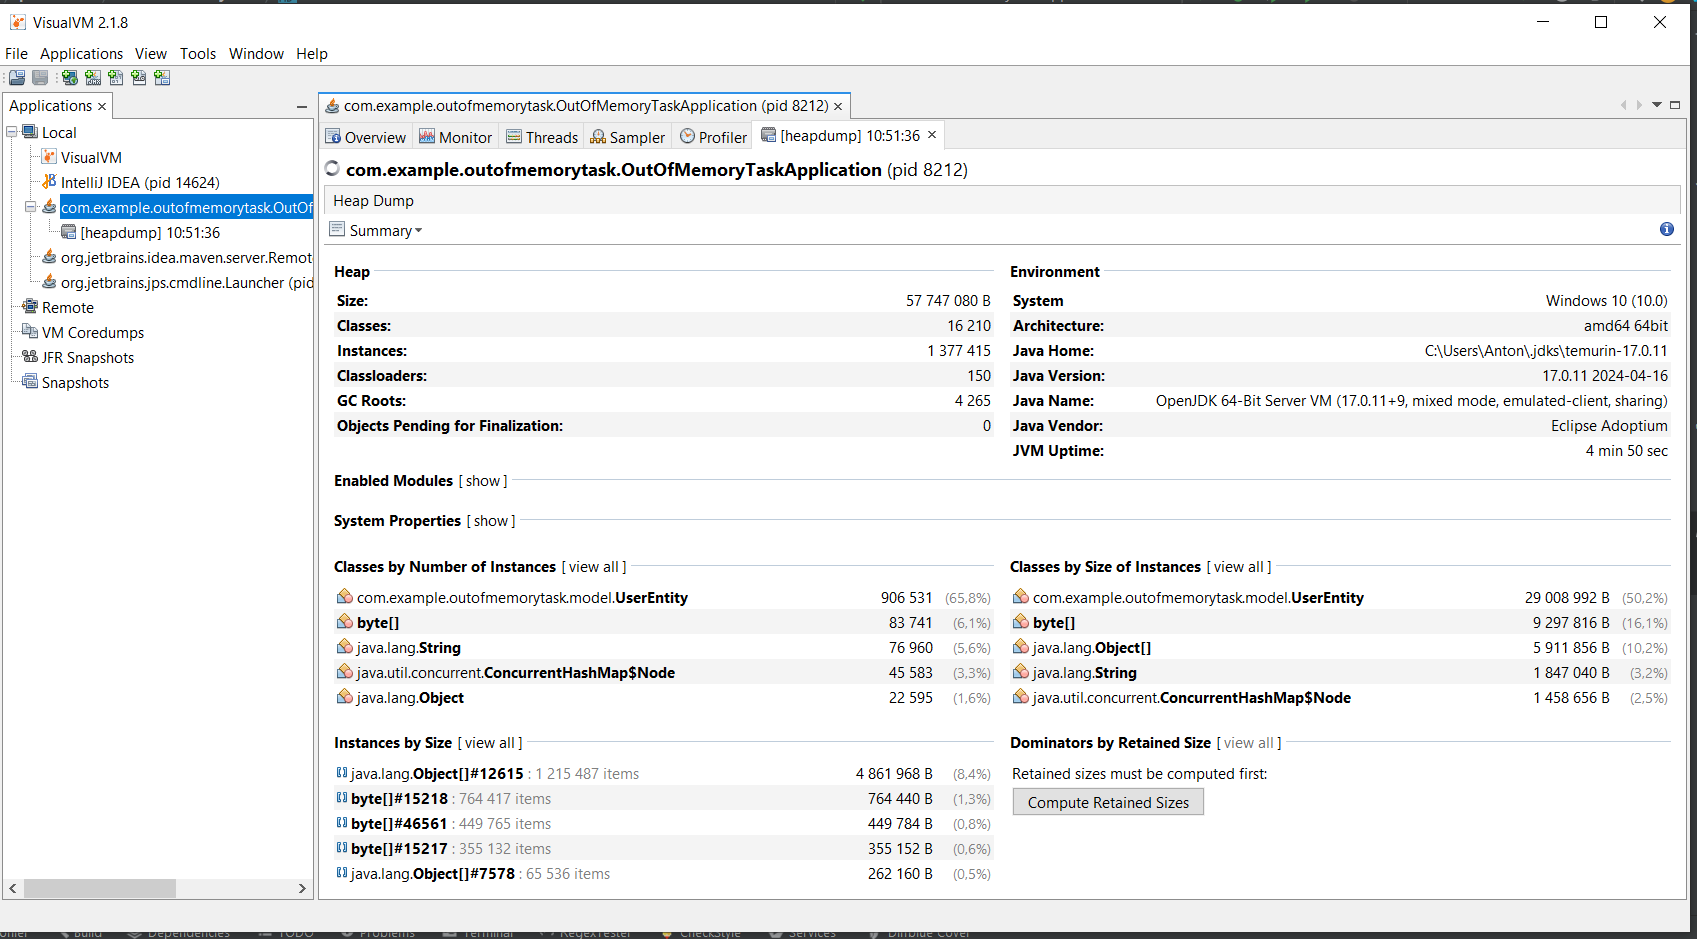 VisualVM 2.1.8
File Applications View Tools Window Help
Applications
com.example.outofmemorytask.OutOfMemoryTaskApplication (pid 8212)
Local
VisualVM
IntelliJ IDEA (pid 14624)
com.example.outofmemorytask.OutOf
[heapdump] 10:51:36
org.jetbrains.idea.maven.server.Remot
org.jetbrains.jps.cmdline.Launcher (pid
Remote
VM Coredumps
JFR Snapshots
Snapshots
Overview Monitor Threads Sampler Profiler [heapdump] 10:51:36
com.example.outofmemorytask.OutOfMemoryTaskApplication (pid 8212)
Heap Dump
Summary
Heap
Size: 57 747 080 B
Classes: 16 210
Instances: 1 377 415
Classloaders: 150
GC Roots: 4 265
Objects Pending for Finalization: 0
Environment
System Windows 10 (10.0)
Architecture: amd64 64bit
Java Home: C:\Users\Anton\.jdks\temurin-17.0.11
Java Version: 17.0.11 2024-04-16
Java Name: OpenJDK 64-Bit Server VM (17.0.11+9, mixed mode, emulated-client, sharing)
Java Vendor: Eclipse Adoptium
JVM Uptime: 4 min 50 sec
Enabled Modules [ show ]
System Properties [ show ]
Classes by Number of Instances [ view all ]
com.example.outofmemorytask.model.UserEntity 906 531 (65,8%)
byte[] 83 741 (6,1%)
java.lang.String 76 960 (5,6%)
java.util.concurrent.ConcurrentHashMap$Node 45 583 (3,3%)
java.lang.Object 22 595 (1,6%)
Classes by Size of Instances [ view all ]
com.example.outofmemorytask.model.UserEntity 29 008 992 B (50,2%)
byte[] 9 297 816 B (16,1%)
java.lang.Object[] 5 911 856 B (10,2%)
java.lang.String 1 847 040 B (3,2%)
java.util.concurrent.ConcurrentHashMap$Node 1 458 656 B (2,5%)
Instances by Size [ view all ]
java.lang.Object[]#12615 : 1 215 487 items 4 861 968 B (8,4%)
byte[]#15218 : 764 417 items 764 440 B (1,3%)
byte[]#46561 : 449 765 items 449 784 B (0,8%)
byte[]#15217 : 355 132 items 355 152 B (0,6%)
java.lang.Object[]#7578 : 65 536 items 262 160 B (0,5%)
Dominators by Retained Size [ view all ]
Retained sizes must be computed first:
Compute Retained Sizes
Build Dependencies TODO Problems Terminal RegexTester CheckStyle Services